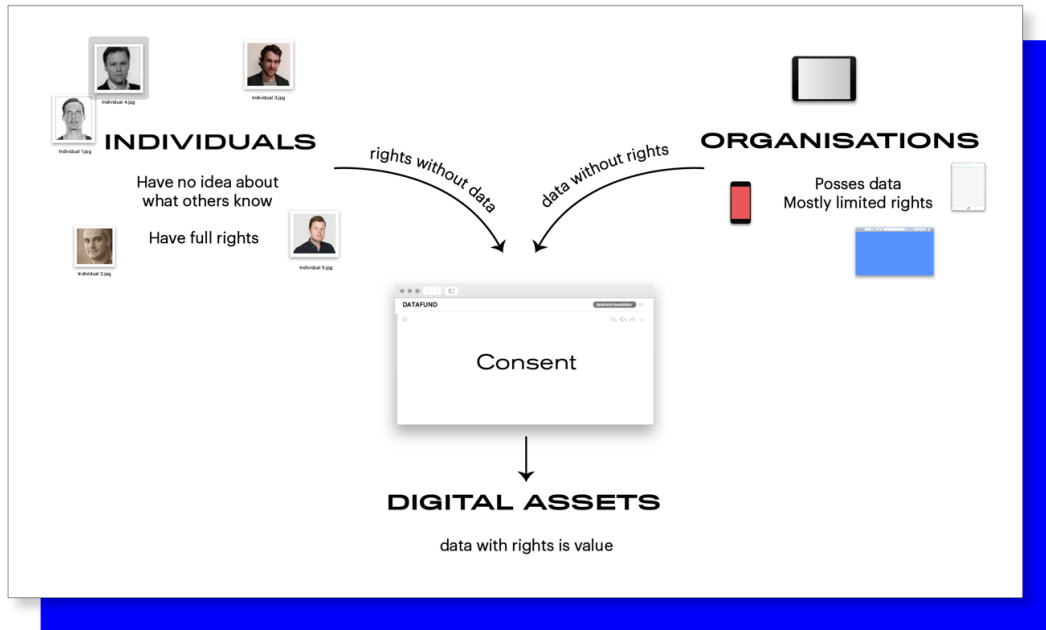 Individual 4.jpg
Individual 3.jpg
Individual 1.jpg
INDIVIDUALS
Have no idea about
what others know
Have full rights
Individual 2.jpg
Individual 5.jpg
rights without data
data without rights
ORGANISATIONS
Posses data
Mostly limited rights
DATAFUND
Consent
DIGITAL ASSETS
data with rights is value